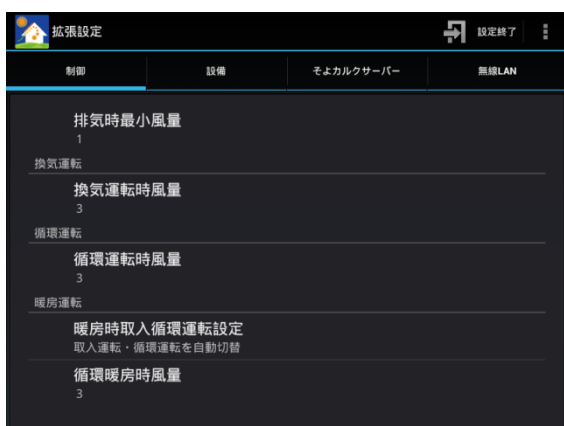 拡張設定
設定終了
制御
設備
そよカルクサーバー
無線LAN
排気時最小風量
1
換気運転
換気運転時風量
3
循環運転
循環運転時風量
3
暖房運転
暖房時取入循環運転設定
取入運転・循環運転を自動切替
循環暖房時風量
3